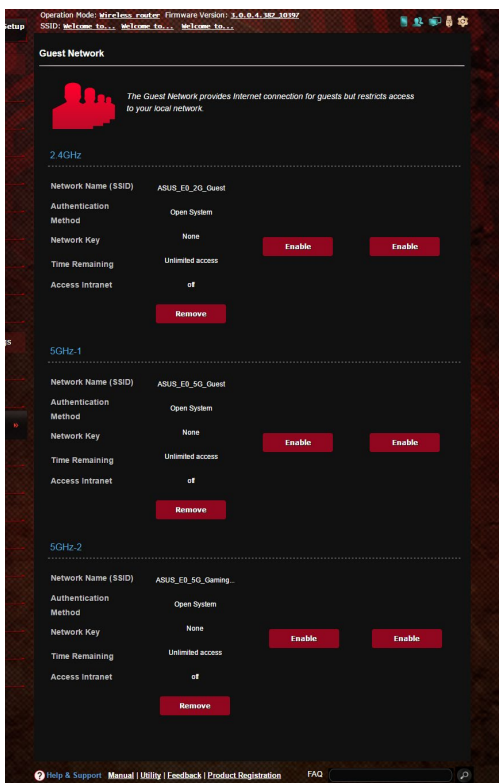 Setup
Operation Mode: Wireless router Firmware Version: 3.0.0.4.382_10397
SSID: Welcome to... Welcome to... Welcome to...
Guest Network
The Guest Network provides Internet connection for guests but restricts access
to your local network.
2.4GHz
Network Name (SSID) ASUS_E0_2G_Guest
Authentication
Method
Open System
Network Key None
Enable Enable
Time Remaining Unlimited access
Access Intranet off
Remove
gs
5GHz-1
Network Name (SSID) ASUS_E0_5G_Guest
Authentication
Method
Open System
Network Key None
Enable Enable
Time Remaining Unlimited access
Access Intranet off
Remove
5GHz-2
Network Name (SSID) ASUS_E0_5G_Gaming...
Authentication
Method
Open System
Network Key None
Enable Enable
Time Remaining Unlimited access
Access Intranet off
Remove
? Help & Support Manual | Utility | Feedback | Product Registration FAQ